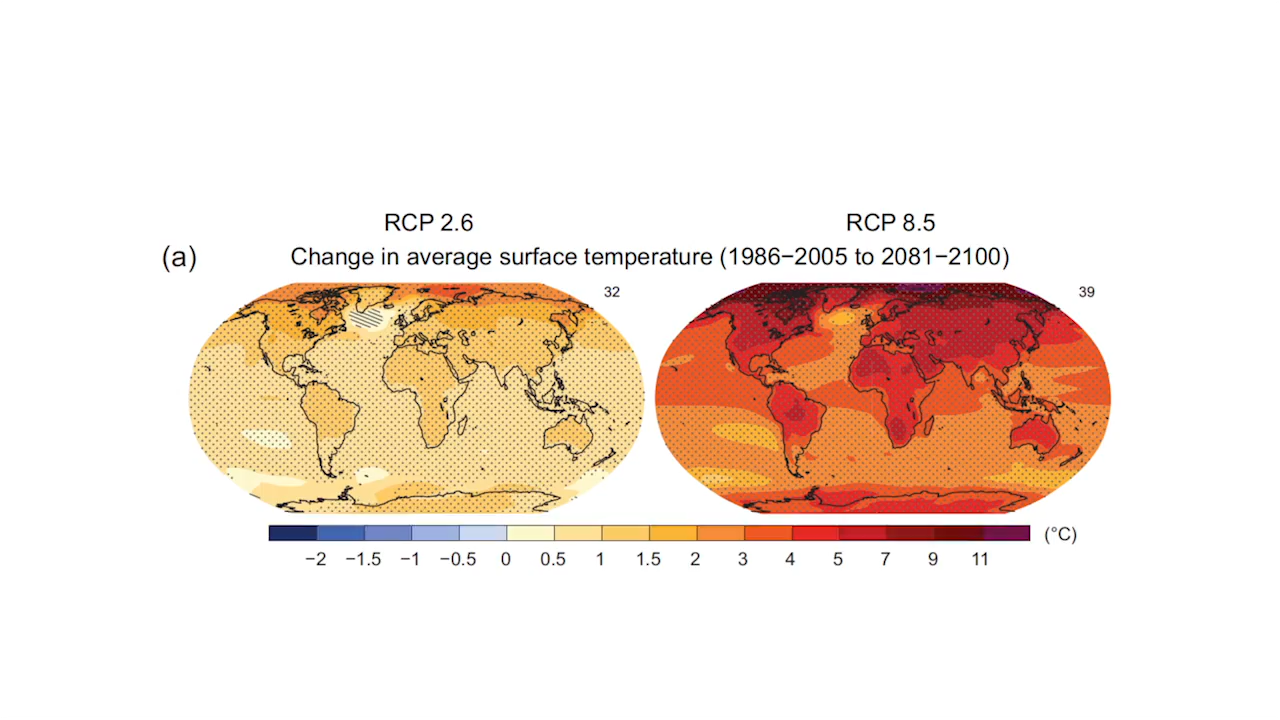 RCP 2.6 RCP 8.5
(a) Change in average surface temperature (1986−2005 to 2081−2100)
32 39
−2 −1.5 −1 −0.5 0 0.5 1 1.5 2 3 4 5 7 9 11 (°C)